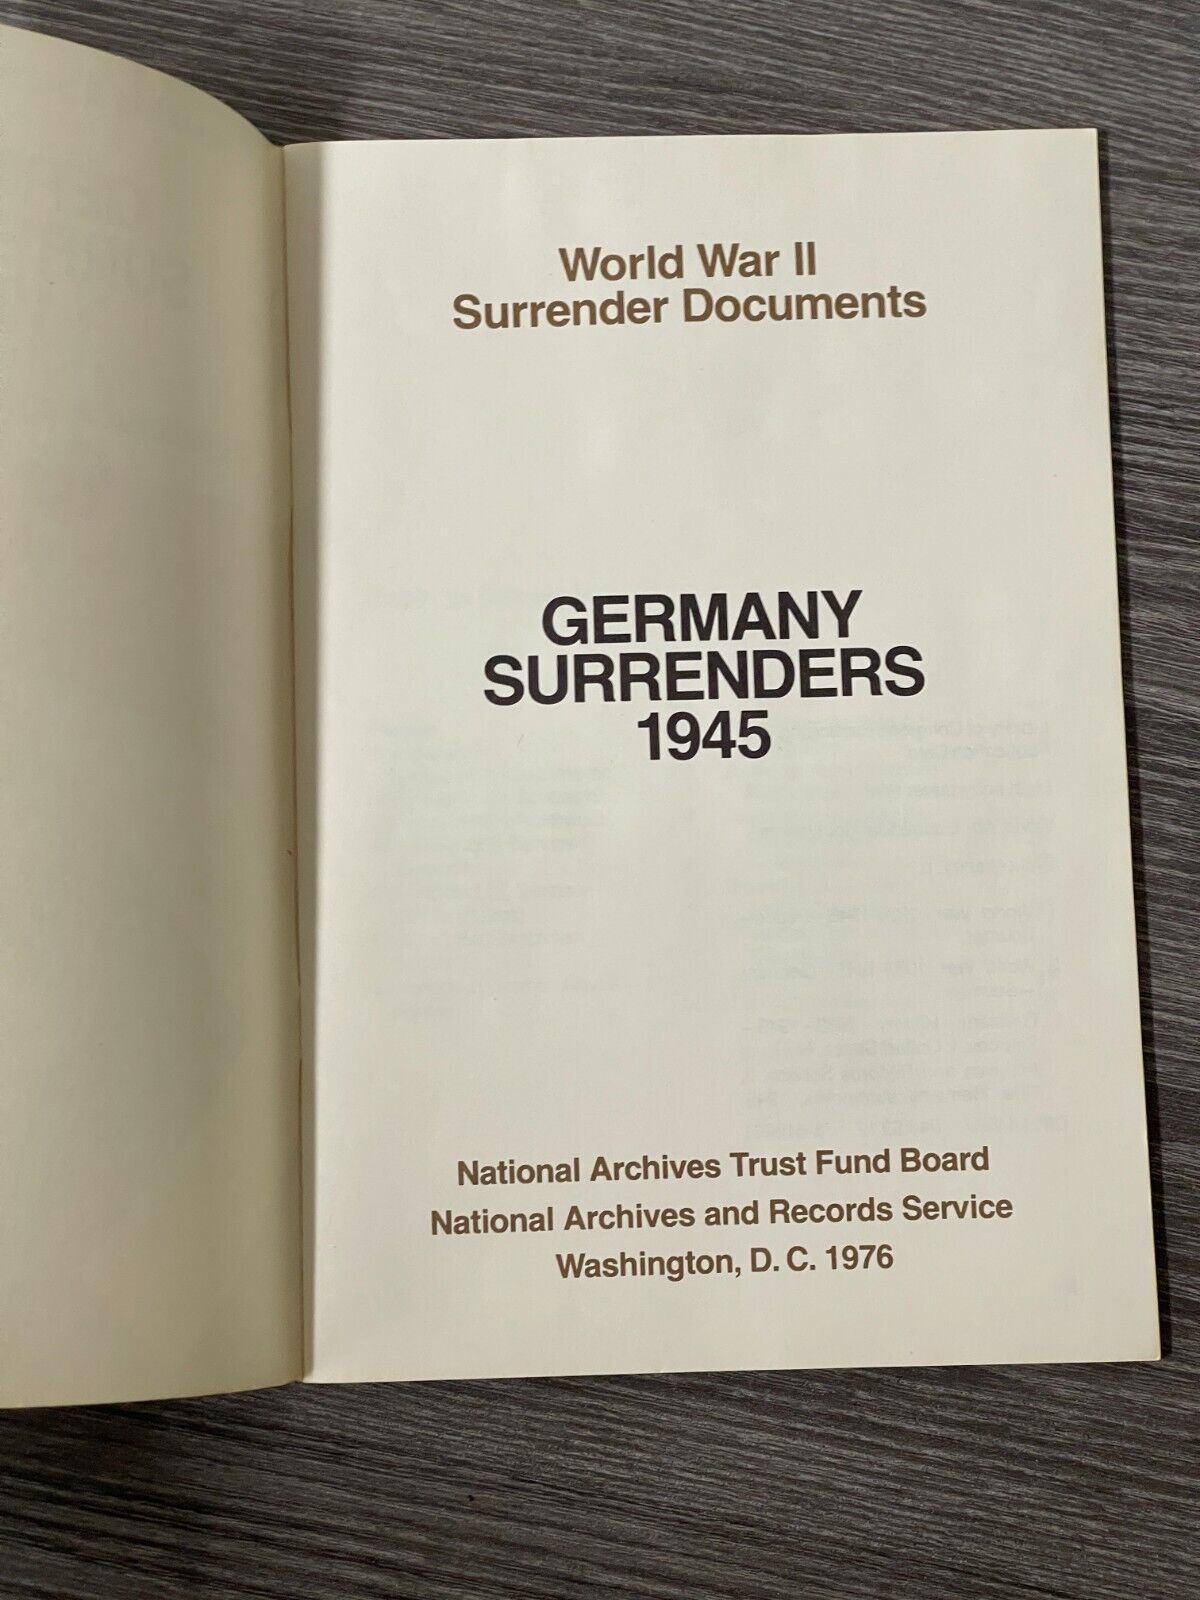 World War II
Surrender Documents
GERMANY
SURRENDERS
1945
National Archives Trust Fund Board
National Archives and Records Service
Washington, D. C. 1976